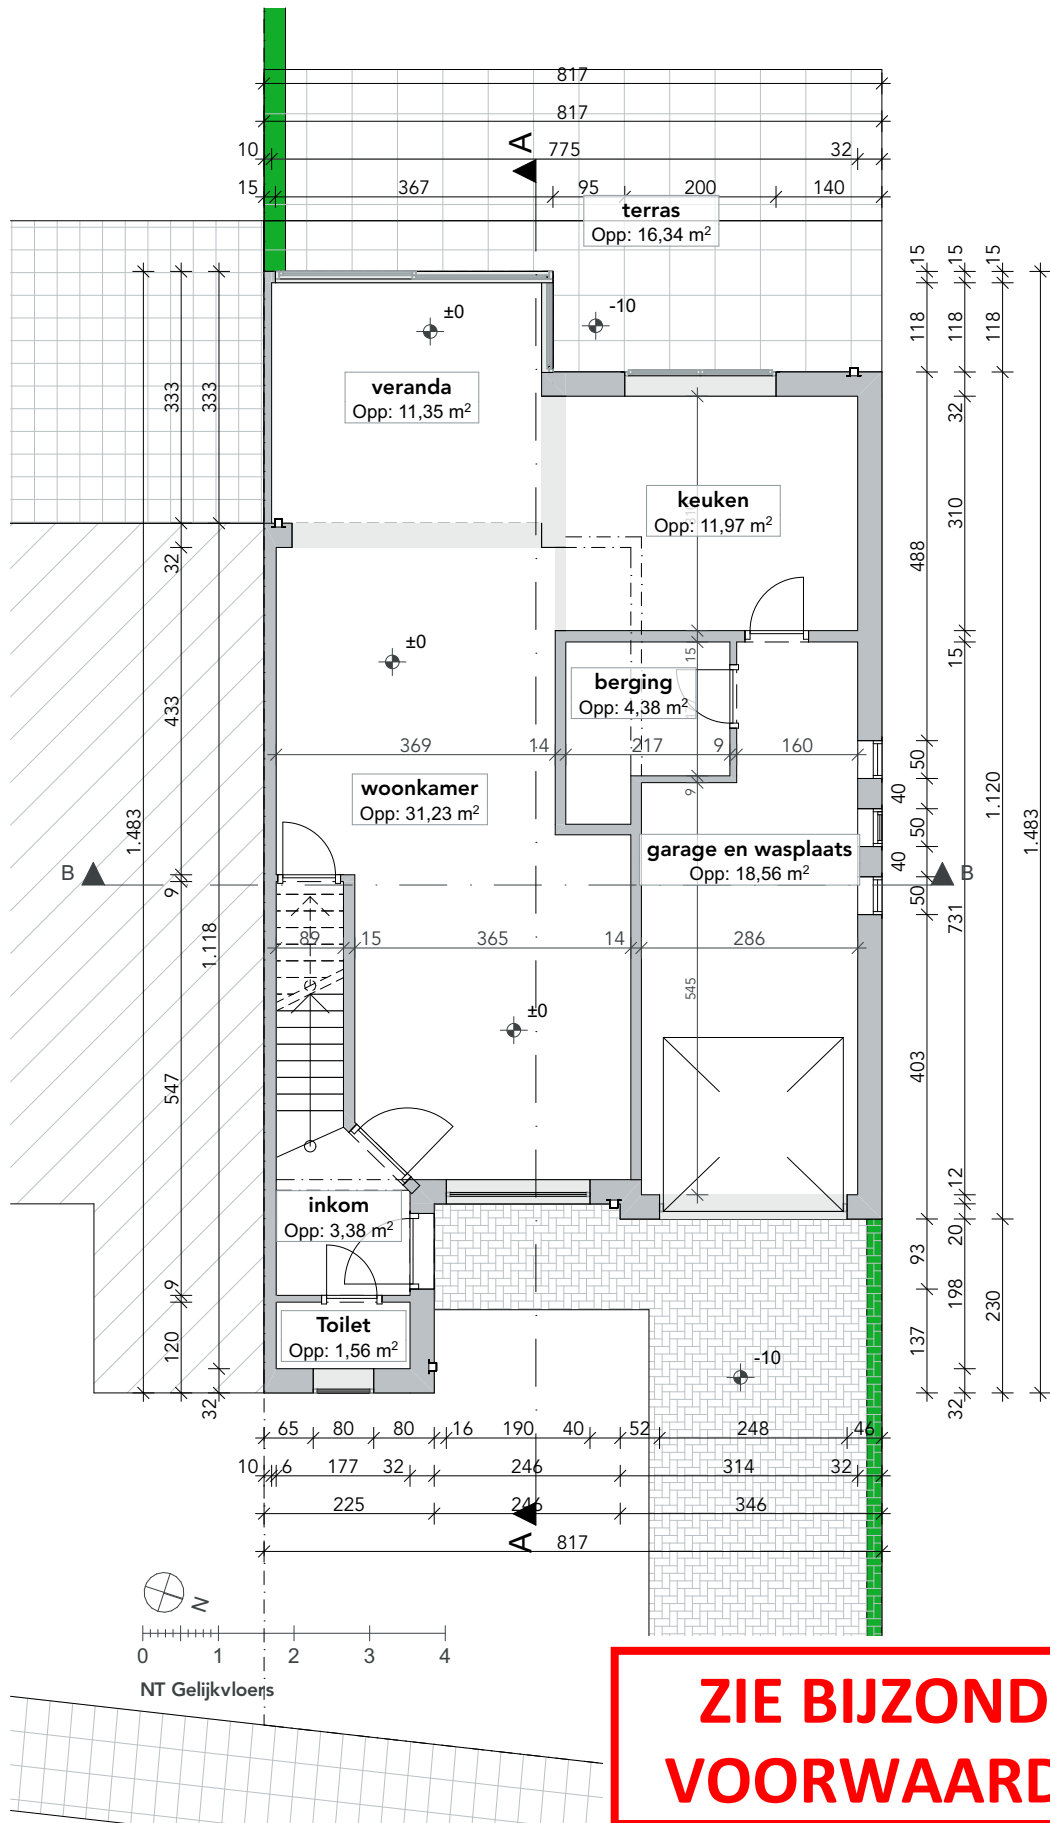 817
817
10 775 32
15 367 95 200 140
A
terras
Opp: 16,34 m²
15 15 15
118 118 118
±0
-10
veranda
Opp: 11,35 m²
333 333
32
keuken
Opp: 11,97 m²
310
488
32
±0
15
15
berging
Opp: 4,38 m²
433
369 14 217 9 160
50
40
50
40
50
9
woonkamer
Opp: 31,23 m²
garage en wasplaats
Opp: 18,56 m²
1.483
1.120
1.483
B
B
9
731
1.118
89 15 365 14 286
545
±0
547
403
12
inkom
Opp: 3,38 m²
20
93
9
198
230
Toilet
Opp: 1,56 m²
120
137
-10
32
32
65 80 80 16 190 40 52 248 46
10 6 177 32 246 314 32
225 246 346
A
817
N
0 1 2 3 4
NT Gelijkvloers
ZIE BIJZOND
VOORWAARD